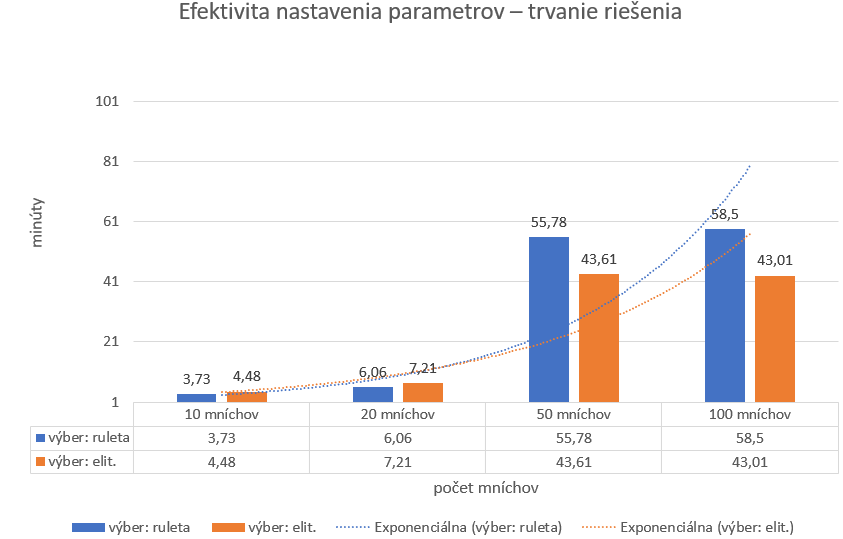 Efektivita nastavenia parametrov – trvanie riešenia
101
81
61
41
21
1
minúty
3,73
4,48
6,06
7,21
55,78
43,61
58,5
43,01
10 mníchov 20 mníchov 50 mníchov 100 mníchov
výber: ruleta 3,73 6,06 55,78 58,5
výber: elit. 4,48 7,21 43,61 43,01
počet mníchov
výber: ruleta výber: elit. Exponenciálna (výber: ruleta) Exponenciálna (výber: elit.)